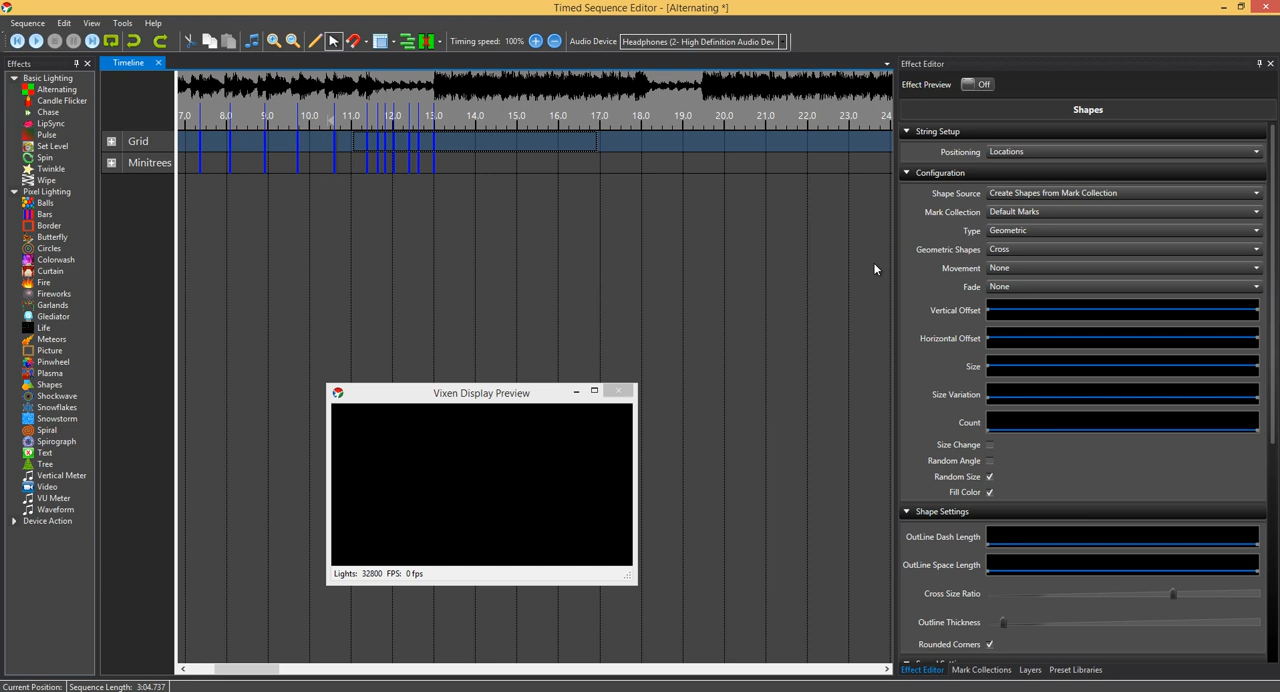 Timed Sequence Editor - [Alternating *]
Sequence Edit View Tools Help
Timing speed: 100% Audio Device Headphones (2- High Definition Audio Dev
Effects
Basic Lighting
Alternating
Candle Flicker
Chase
LipSync
Pulse
Set Level
Spin
Twinkle
Wipe
Pixel Lighting
Balls
Bars
Border
Butterfly
Circles
Colorwash
Curtain
Fire
Fireworks
Garlands
Glediator
Life
Meteors
Picture
Pinwheel
Plasma
Shapes
Shockwave
Snowflakes
Snowstorm
Spiral
Spirograph
Text
Tree
Vertical Meter
Video
VU Meter
Waveform
Device Action
Timeline
7.0 8.0 9.0 10.0 11.0 12.0 13.0 14.0 15.0 16.0 17.0 18.0 19.0 20.0 21.0 22.0 23.0 24
Grid
Minitrees
Vixen Display Preview
Lights: 32800 FPS: 0 fps
Effect Editor
Effect Preview Off
Shapes
String Setup
Positioning Locations
Configuration
Shape Source Create Shapes from Mark Collection
Mark Collection Default Marks
Type Geometric
Geometric Shapes Cross
Movement None
Fade None
Vertical Offset
Horizontal Offset
Size
Size Variation
Count
Size Change
Random Angle
Random Size
Fill Color
Shape Settings
OutLine Dash Length
OutLine Space Length
Cross Size Ratio
Outline Thickness
Rounded Corners
Effect Editor Mark Collections Layers Preset Libraries
Current Position: Sequence Length: 3:04.737